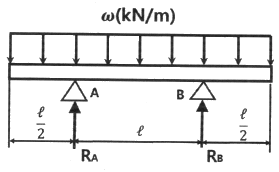 ω(kN/m)
A B
ℓ/2 ℓ ℓ/2
RA RB